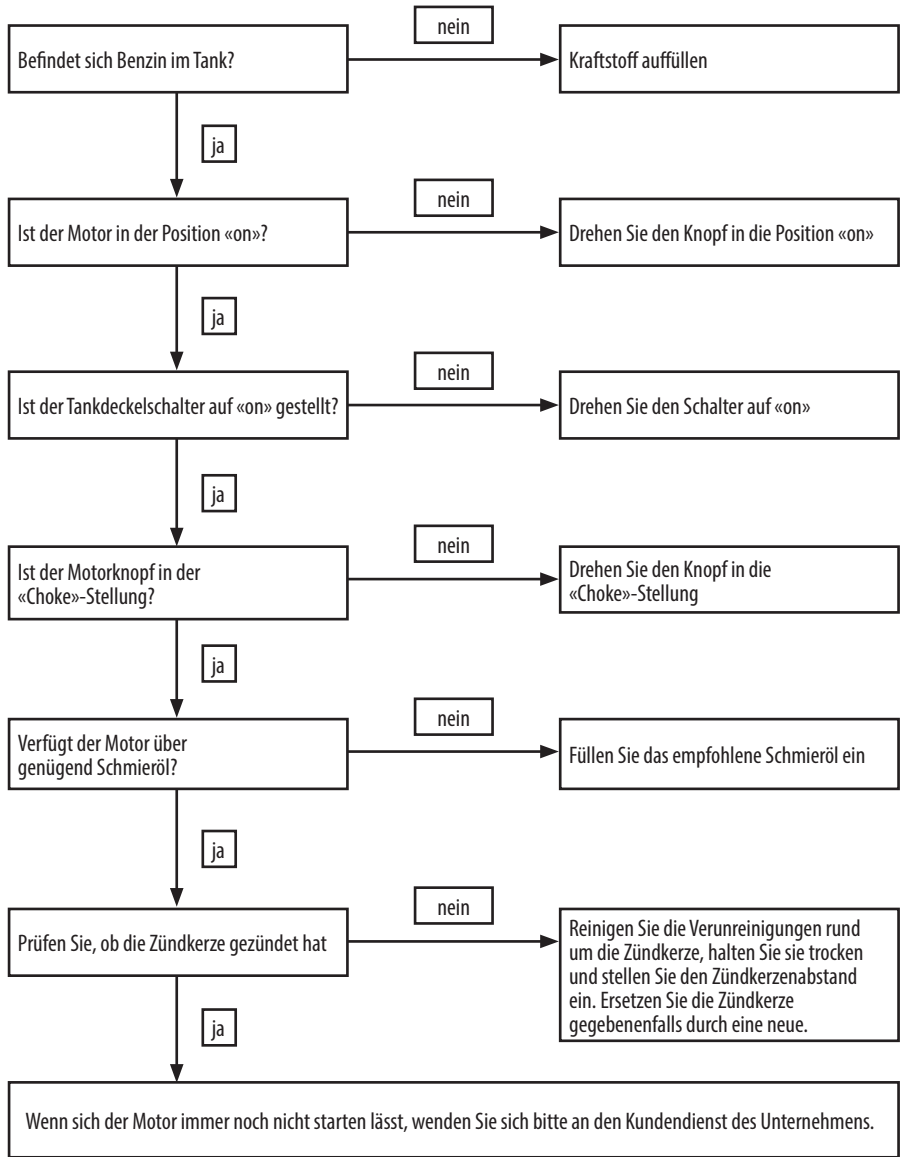 nein
Befindet sich Benzin im Tank?
Kraftstoff auffüllen
ja
nein
Ist der Motor in der Position «on»?
Drehen Sie den Knopf in die Position «on»
ja
nein
Ist der Tankdeckelschalter auf «on» gestellt?
Drehen Sie den Schalter auf «on»
ja
nein
Ist der Motorknopf in der
«Choke»-Stellung?
Drehen Sie den Knopf in die
«Choke»-Stellung
ja
nein
Verfügt der Motor über
genügend Schmieröl?
Füllen Sie das empfohlene Schmieröl ein
ja
nein
Prüfen Sie, ob die Zündkerze gezündet hat
Reinigen Sie die Verunreinigungen rund
um die Zündkerze, halten Sie sie trocken
und stellen Sie den Zündkerzenabstand
ein. Ersetzen Sie die Zündkerze
gegebenenfalls durch eine neue.
ja
Wenn sich der Motor immer noch nicht starten lässt, wenden Sie sich bitte an den Kundendienst des Unternehmens.